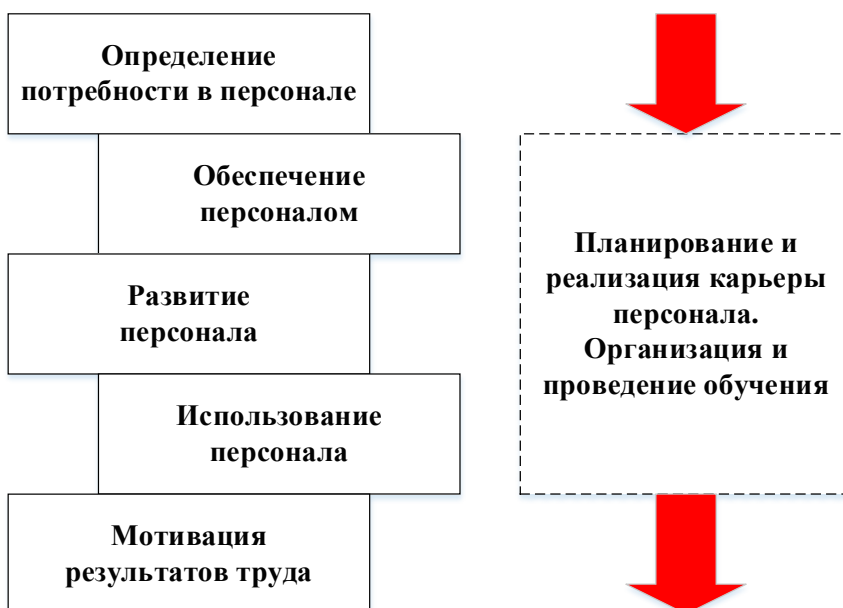 Определение
потребности в персонале
Обеспечение
персоналом
Развитие
персонала
Использование
персонала
Мотивация
результатов труда
Планирование и
реализация карьеры
персонала.
Организация и
проведение обучения